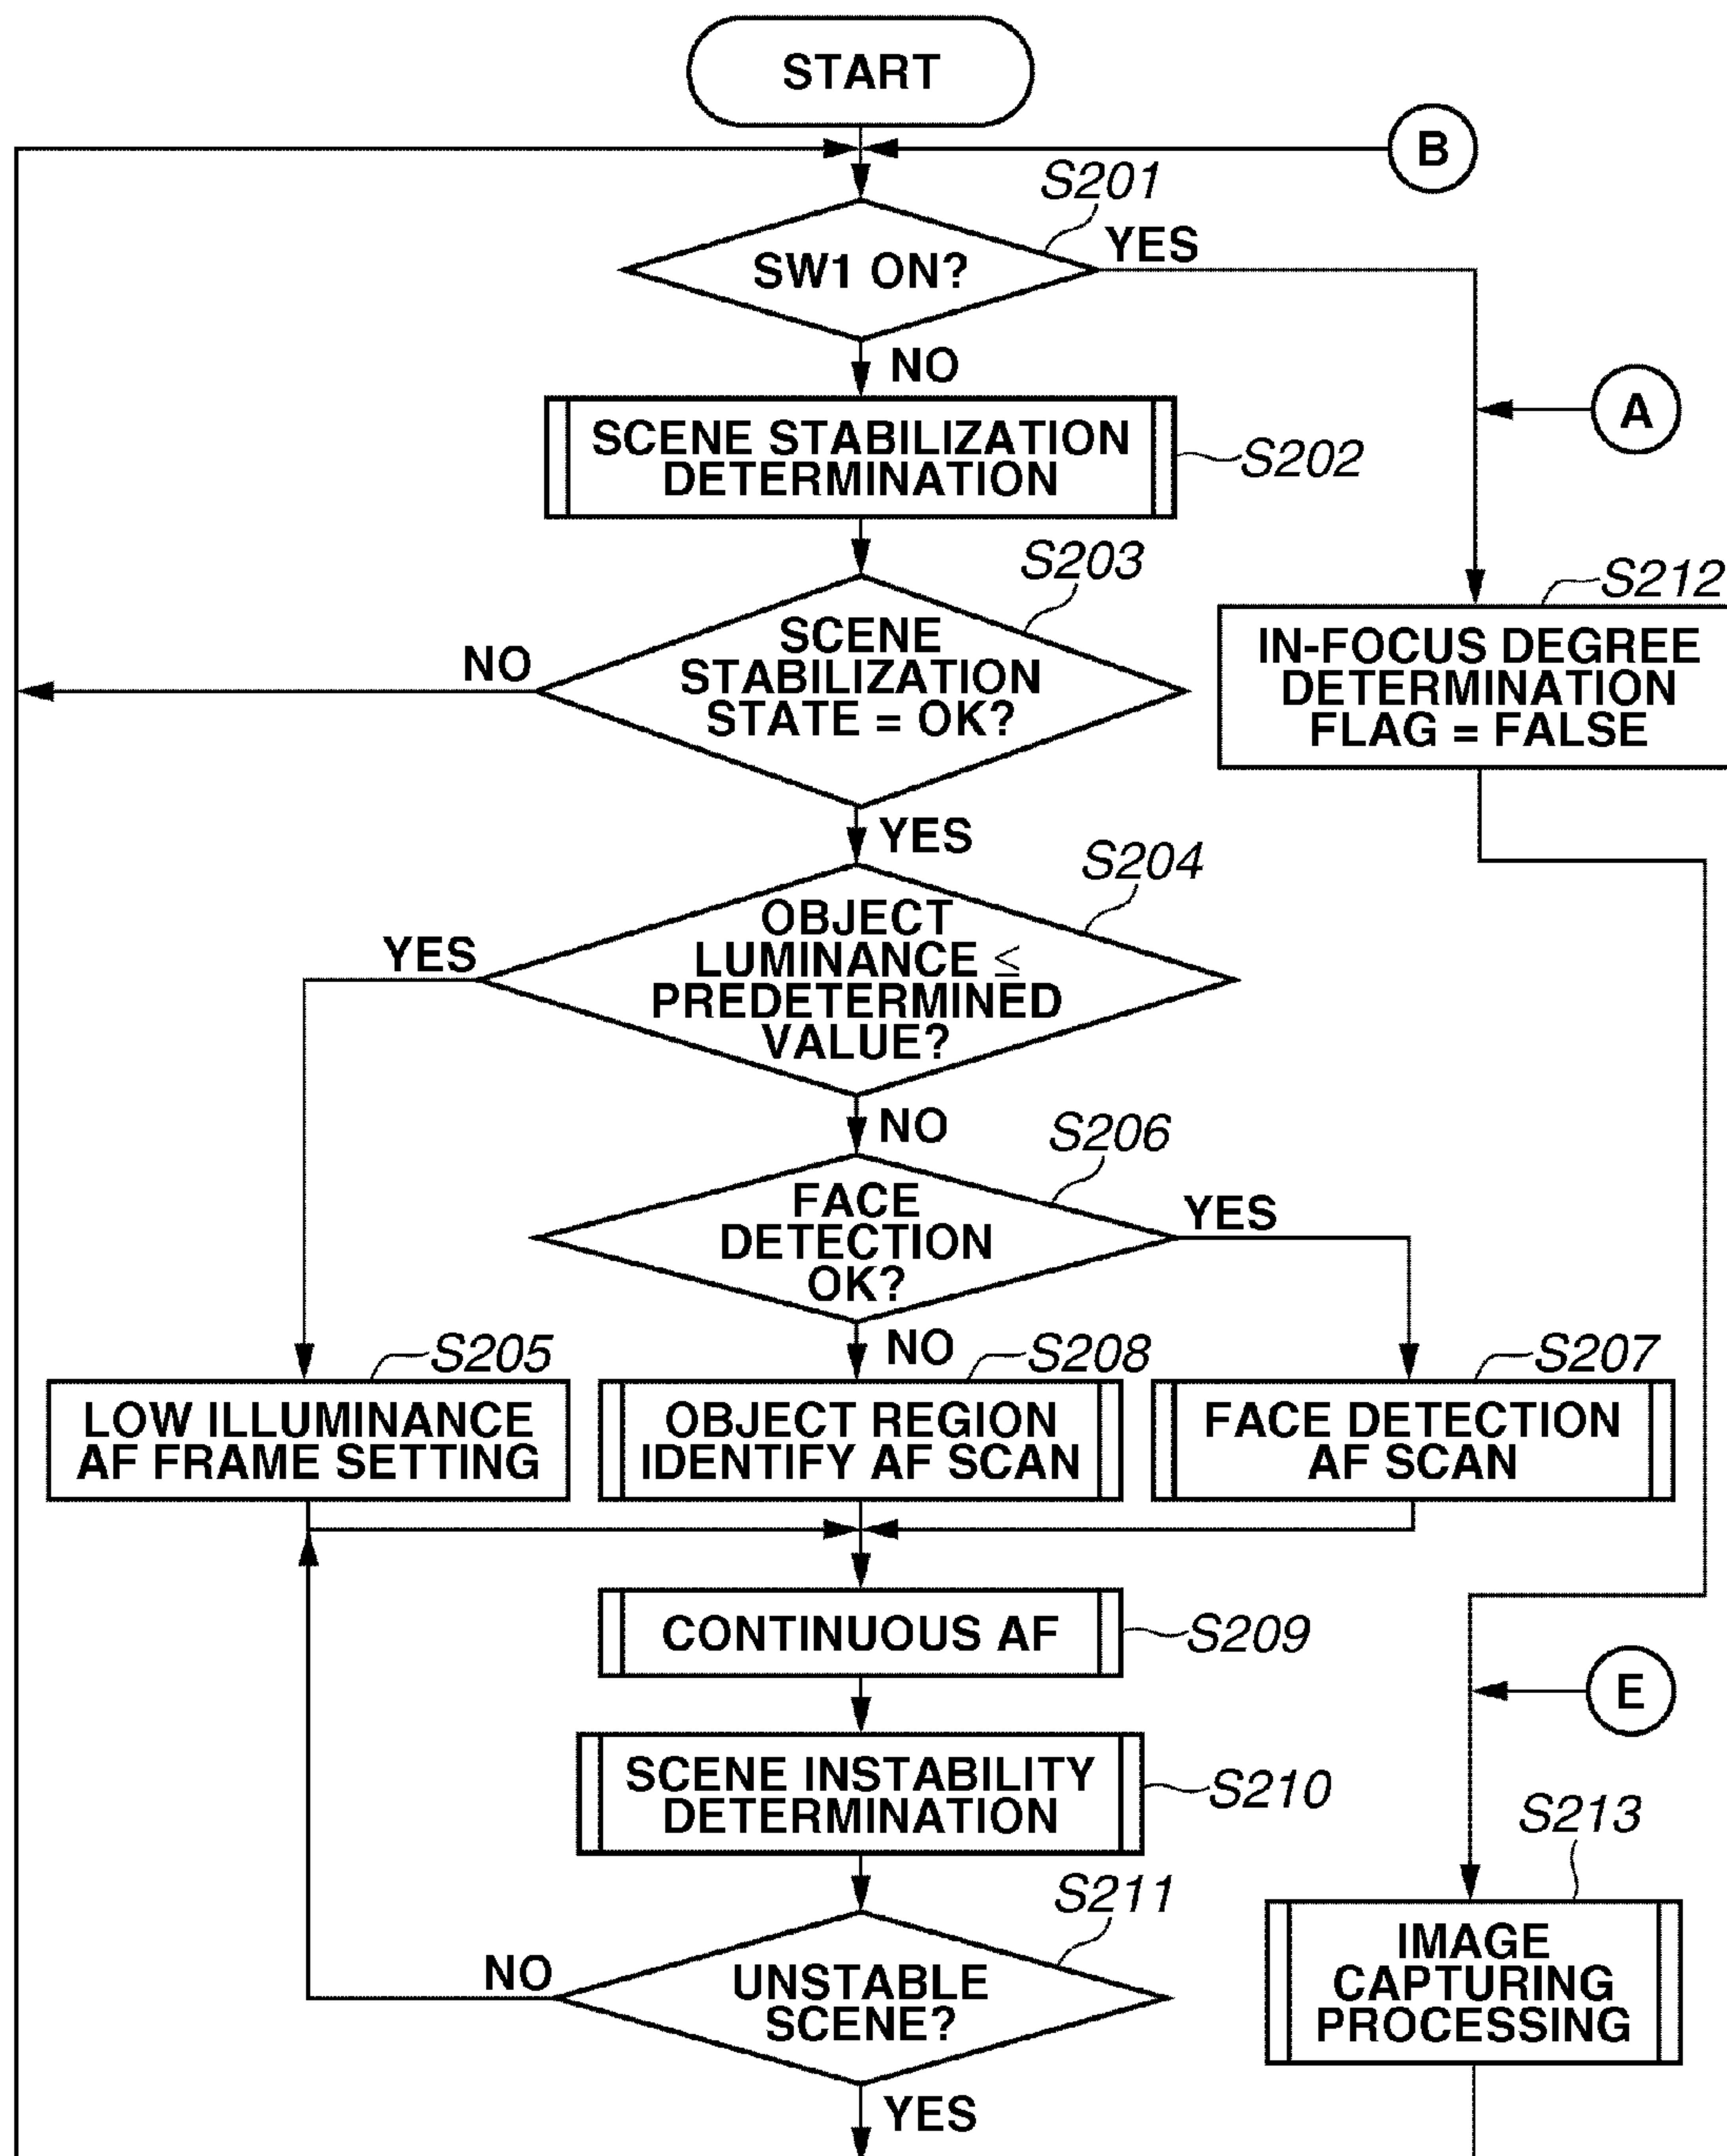 START
B
S201
SW1 ON?
YES
NO
A
SCENE STABILIZATION
DETERMINATION
S202
S203
SCENE
STABILIZATION
STATE = OK?
NO
YES
S212
IN-FOCUS DEGREE
DETERMINATION
FLAG = FALSE
S204
OBJECT
LUMINANCE ≤
PREDETERMINED
VALUE?
YES
NO
S206
FACE
DETECTION
OK?
YES
NO
S205
LOW ILLUMINANCE
AF FRAME SETTING
S208
OBJECT REGION
IDENTIFY AF SCAN
S207
FACE DETECTION
AF SCAN
CONTINUOUS AF
S209
E
SCENE INSTABILITY
DETERMINATION
S210
S211
UNSTABLE
SCENE?
NO
YES
S213
IMAGE
CAPTURING
PROCESSING